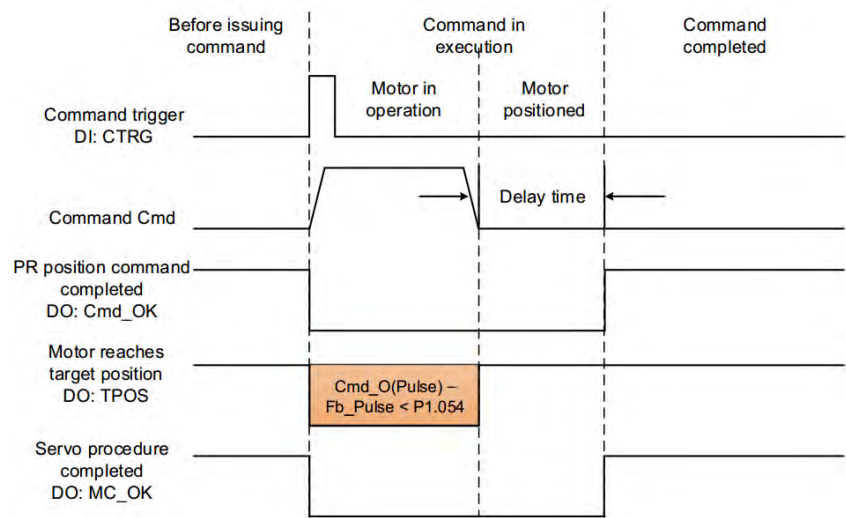 Before issuing
command
Command in
execution
Command
completed
Motor in
operation
Motor
positioned
Command trigger
DI: CTRG
Delay time
Command Cmd
PR position command
completed
DO: Cmd_OK
Motor reaches
target position
DO: TPOS
Cmd_O(Pulse) –
Fb_Pulse < P1.054
Servo procedure
completed
DO: MC_OK